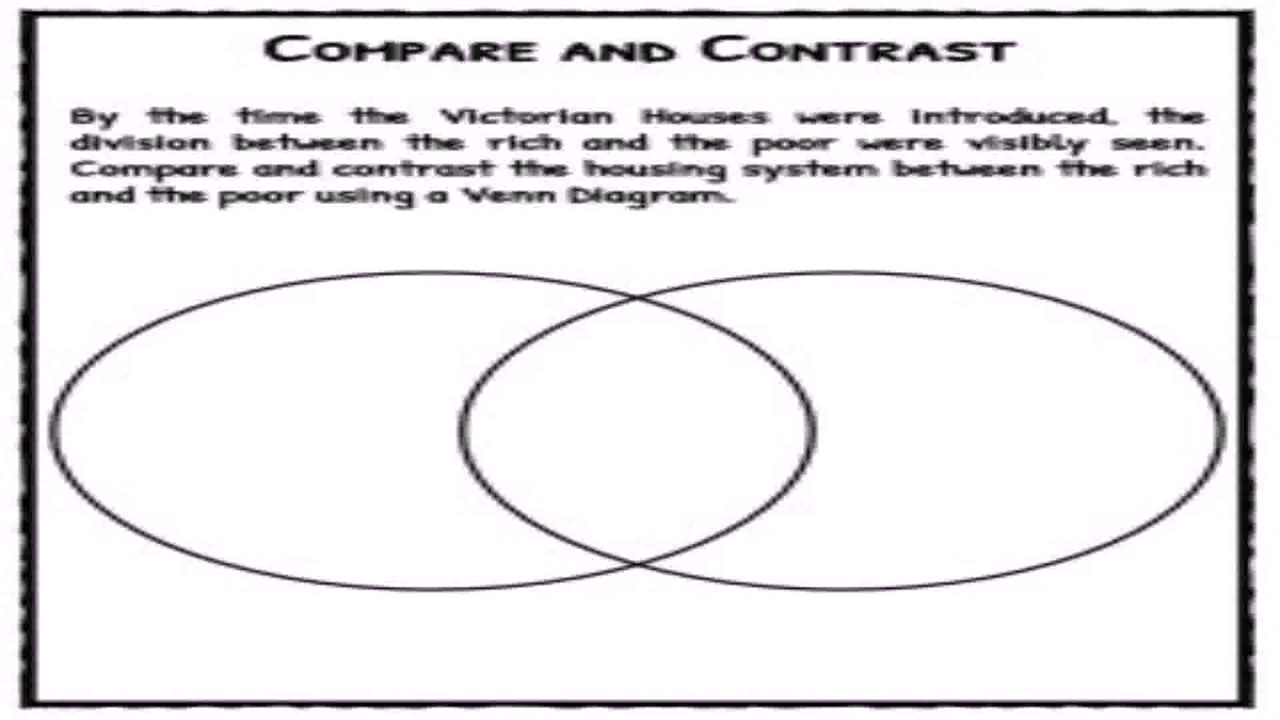 COMPARE AND CONTRAST
By the time the Victorian Houses were introduced, the
division between the rich and the poor were visibly seen.
Compare and contrast the housing system between the rich
and the poor using a Venn Diagram.